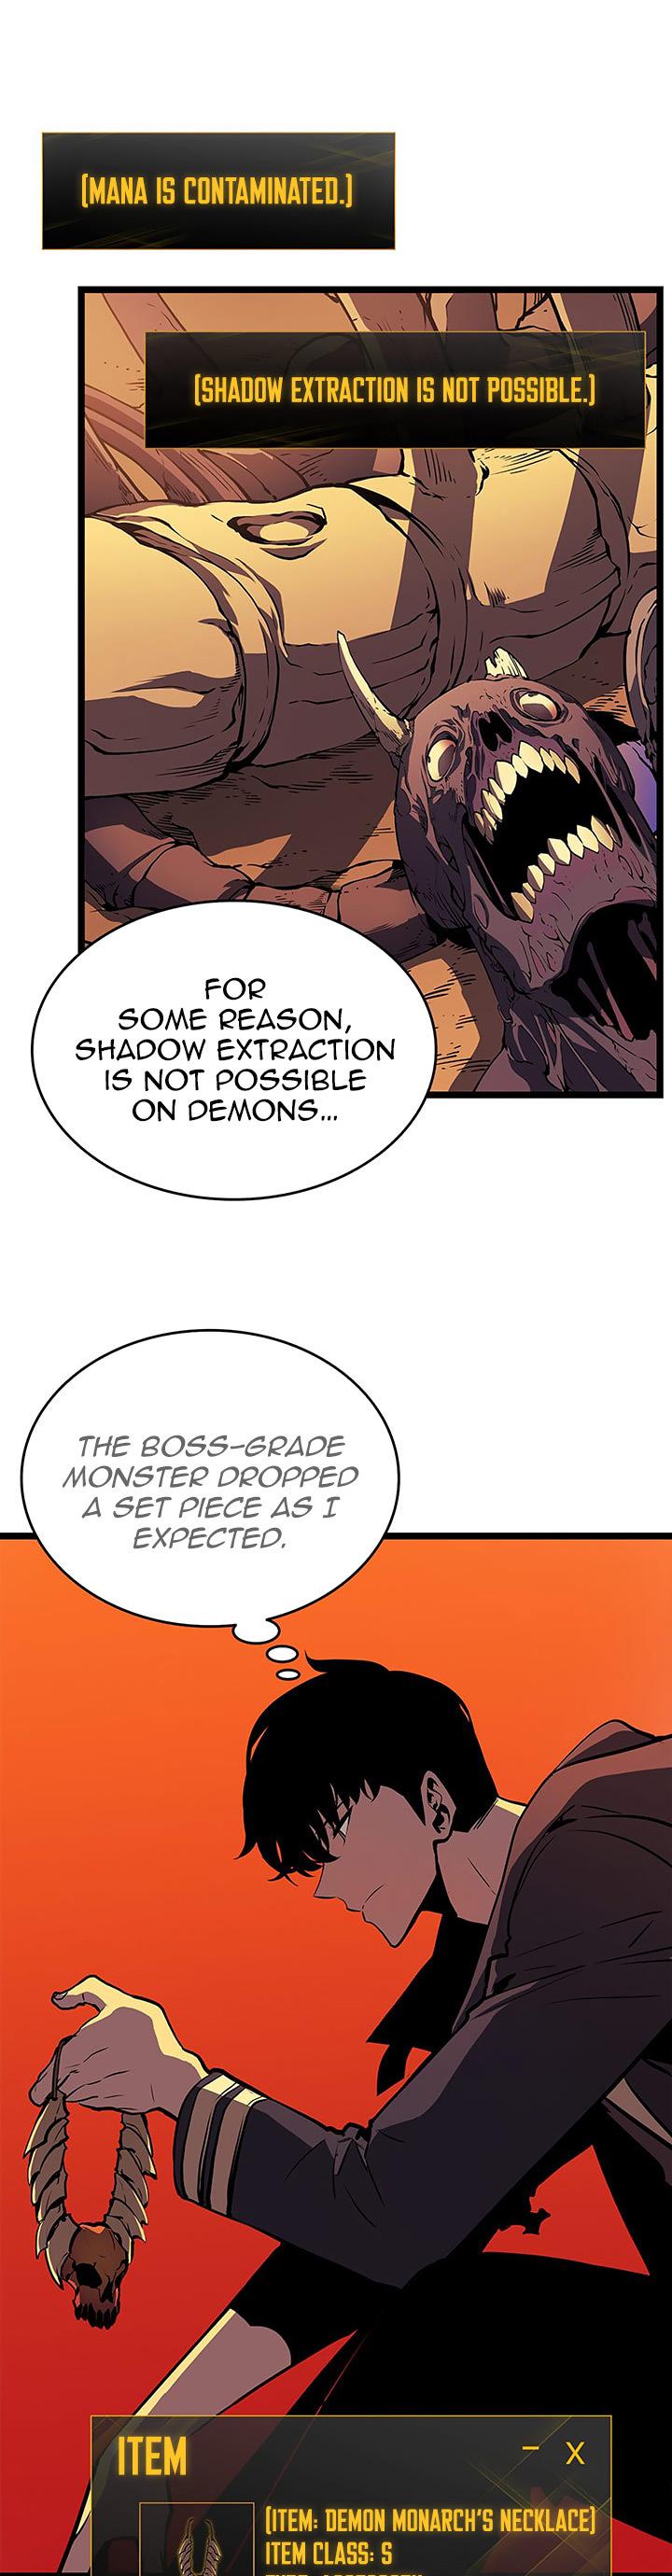 [MANA IS CONTAMINATED.]
[SHADOW EXTRACTION IS NOT POSSIBLE.]
FOR
SOME REASON,
SHADOW EXTRACTION
IS NOT POSSIBLE
ON DEMONS...
THE BOSS-GRADE
MONSTER DROPPED
A SET PIECE AS I
EXPECTED.
ITEM - X
[ITEM: DEMON MONARCH'S NECKLACE]
ITEM CLASS: S